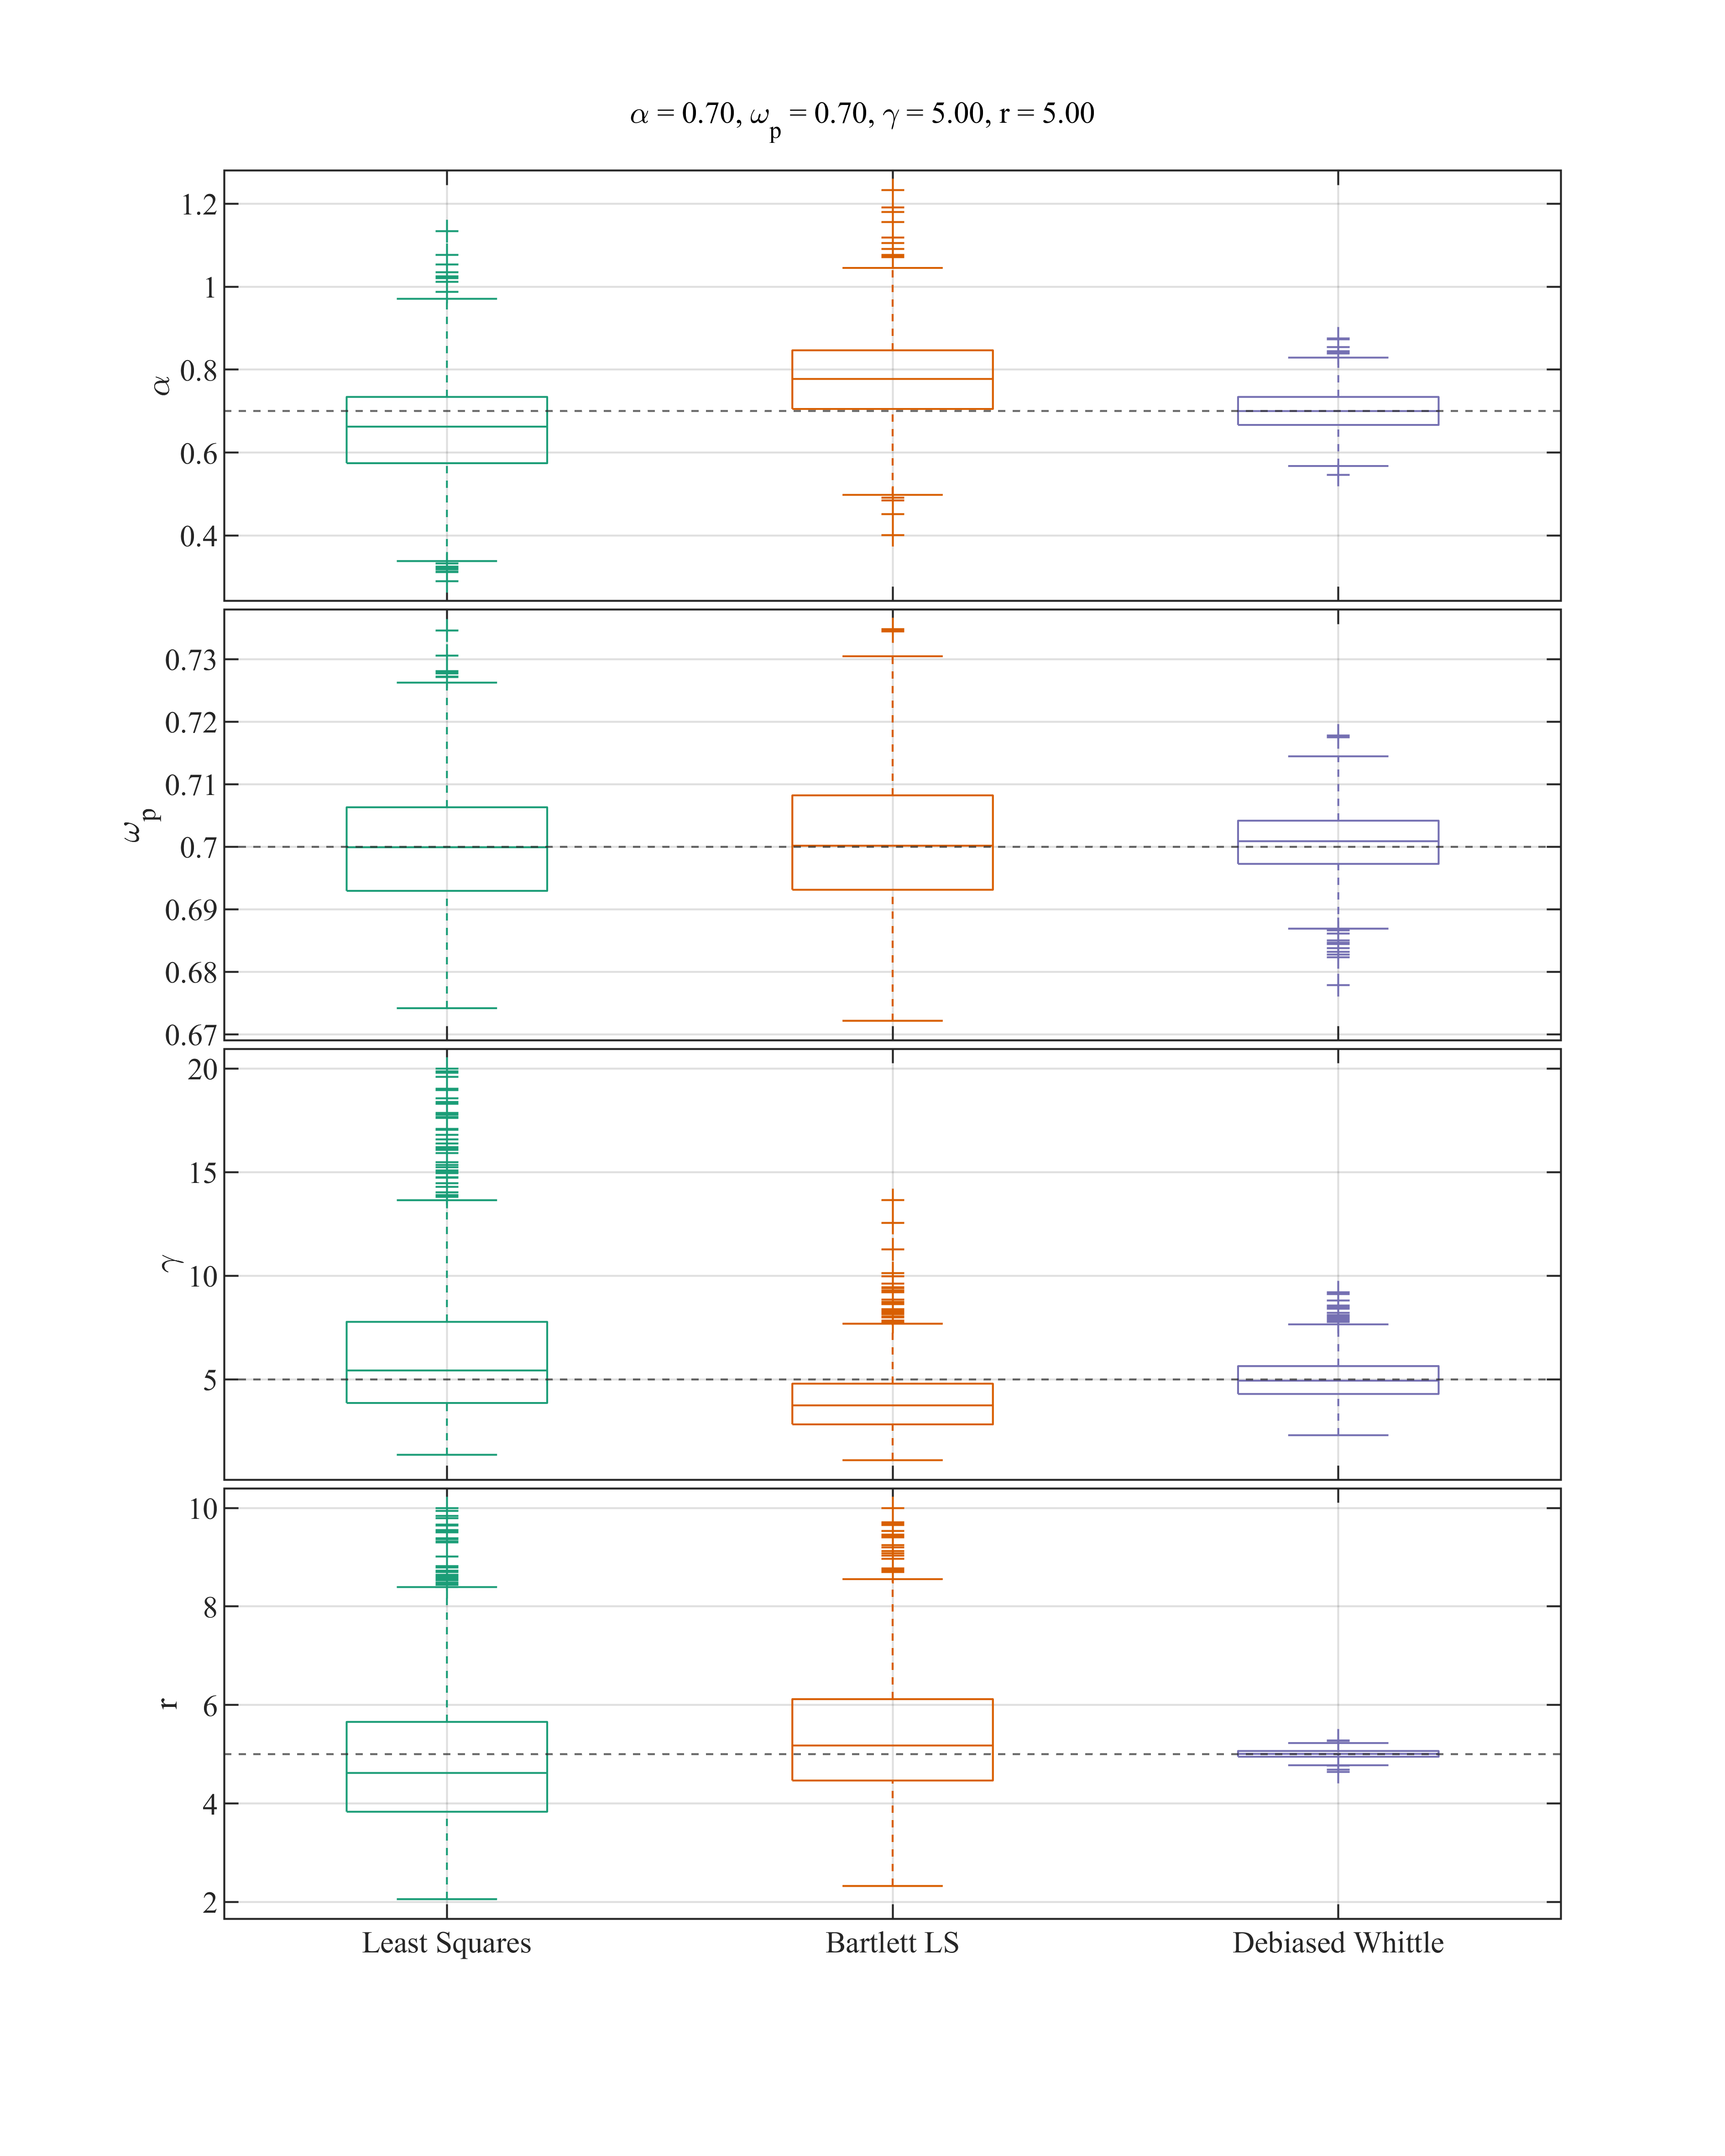 α = 0.70, ωp = 0.70, γ = 5.00, r = 5.00
1.2
1
0.8
0.6
0.4
α
0.73
0.72
0.71
0.7
0.69
0.68
0.67
ωp
20
15
10
5
γ
10
8
6
4
2
r
Least Squares
Bartlett LS
Debiased Whittle